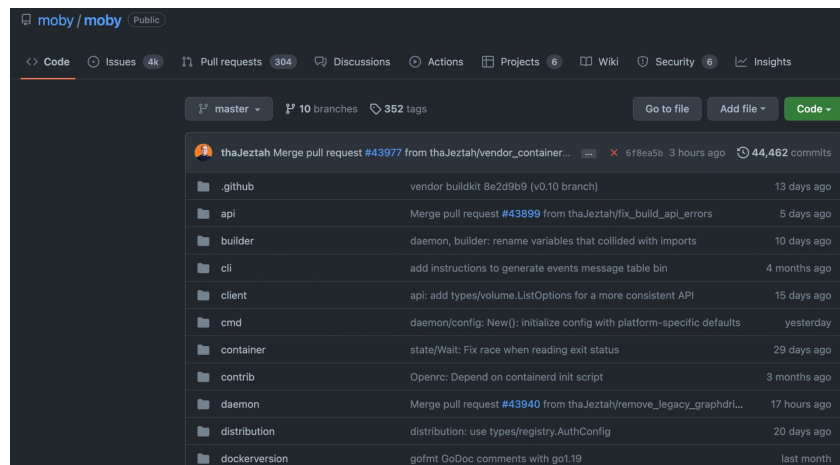 moby / moby Public
Code Issues 4k Pull requests 304 Discussions Actions Projects 6 Wiki Security 6 Insights
master 10 branches 352 tags Go to file Add file Code
thaJeztah Merge pull request #43977 from thaJeztah/vendor_container... ... 6f8ea5b 3 hours ago 44,462 commits
.github vendor buildkit 8e2d9b9 (v0.10 branch) 13 days ago
api Merge pull request #43899 from thaJeztah/fix_build_api_errors 5 days ago
builder daemon, builder: rename variables that collided with imports 10 days ago
cli add instructions to generate events message table bin 4 months ago
client api: add types/volume.ListOptions for a more consistent API 15 days ago
cmd daemon/config: New(): initialize config with platform-specific defaults yesterday
container state/Wait: Fix race when reading exit status 29 days ago
contrib Openrc: Depend on containerd init script 3 months ago
daemon Merge pull request #43940 from thaJeztah/remove_legacy_graphdri... 17 hours ago
distribution distribution: use types/registry.AuthConfig 20 days ago
dockerversion gofmt GoDoc comments with go1.19 last month